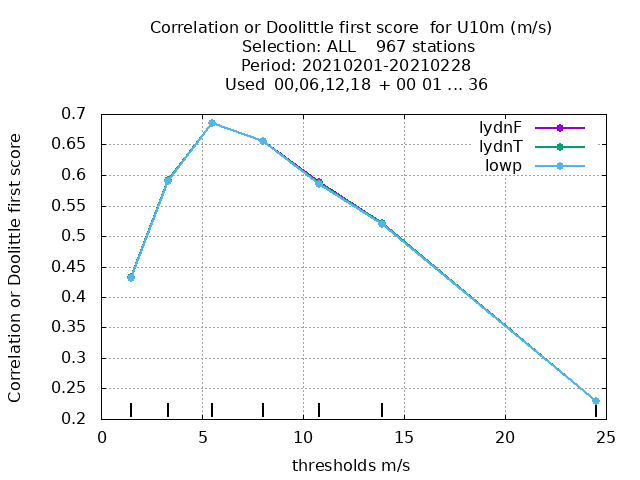 Correlation or Doolittle first score  for U10m (m/s)
Selection: ALL    967 stations
Period: 20210201-20210228
Used  00,06,12,18  + 00 01 ... 36
Correlation or Doolittle first score
0.7
0.65
0.6
0.55
0.5
0.45
0.4
0.35
0.3
0.25
0.2
lydnF
lydnT
lowp
0 5 10 15 20 25
thresholds m/s